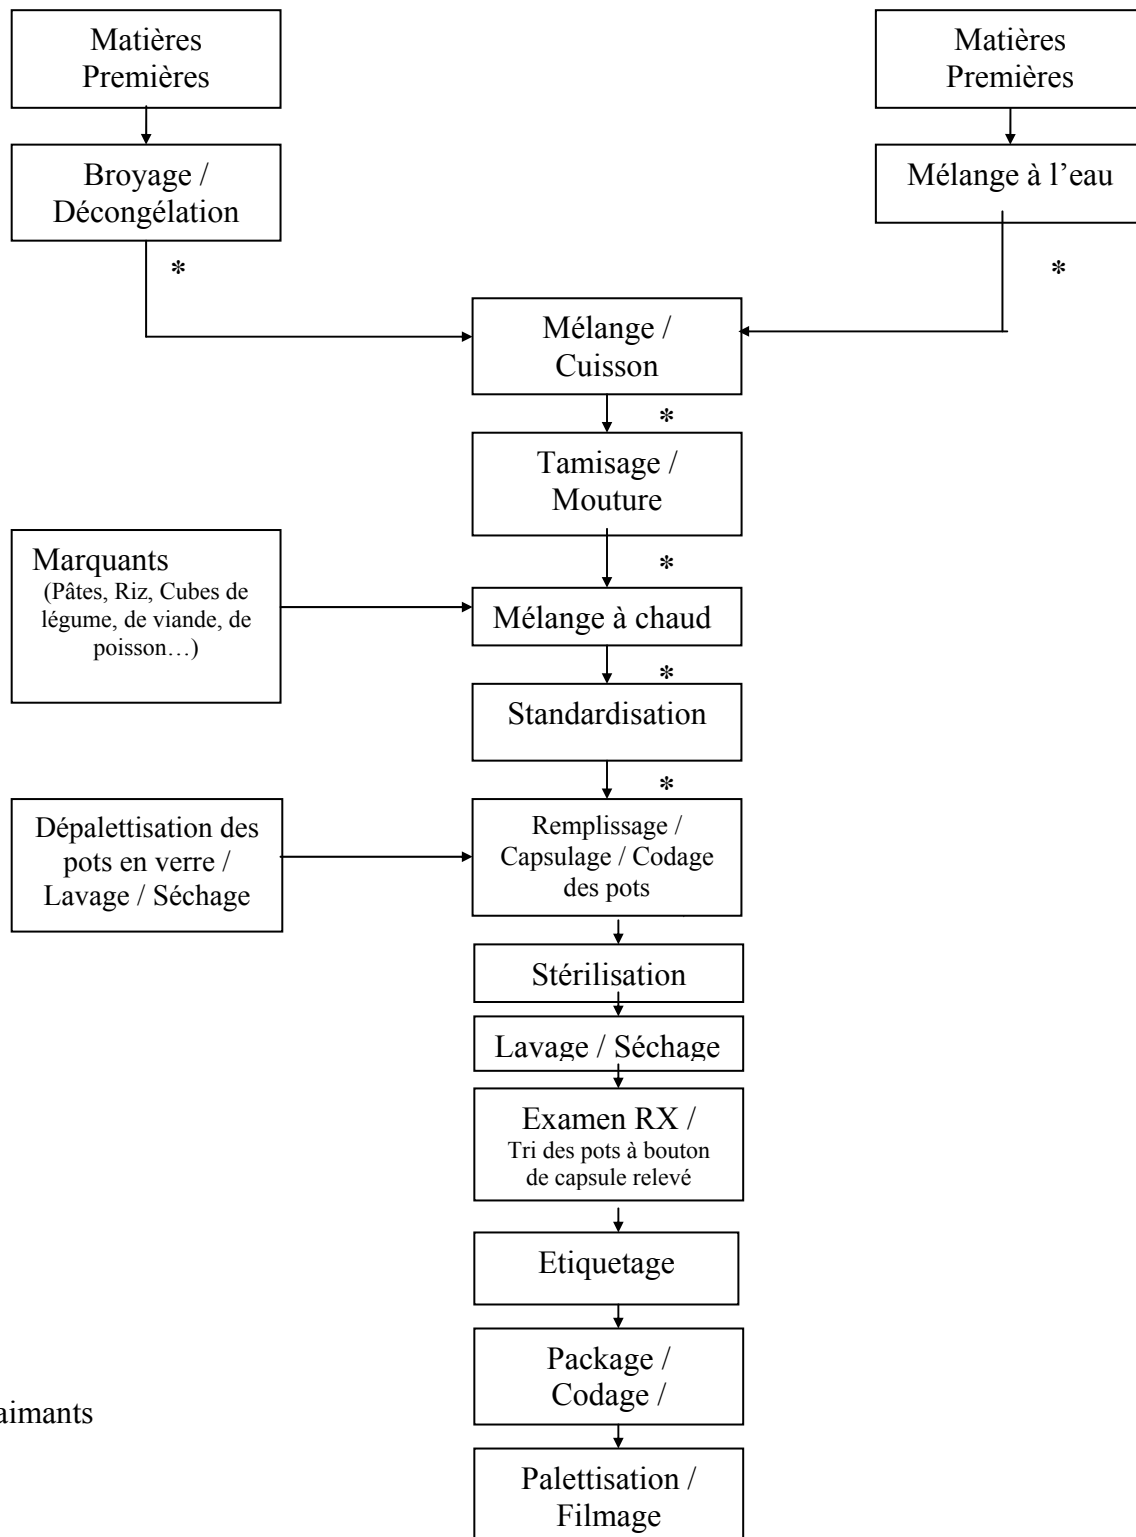 Matières
Premières
Matières
Premières
Broyage /
Décongélation
Mélange à l’eau
*
*
Mélange /
Cuisson
*
Tamisage /
Mouture
*
Marquants
(Pâtes, Riz, Cubes de
légume, de viande, de
poisson…)
Mélange à chaud
*
Standardisation
*
Dépalettisation des
pots en verre /
Lavage / Séchage
Remplissage /
Capsulage / Codage
des pots
Stérilisation
Lavage / Séchage
Examen RX /
Tri des pots à bouton
de capsule relevé
Etiquetage
Package /
Codage /
aimants
Palettisation /
Filmage